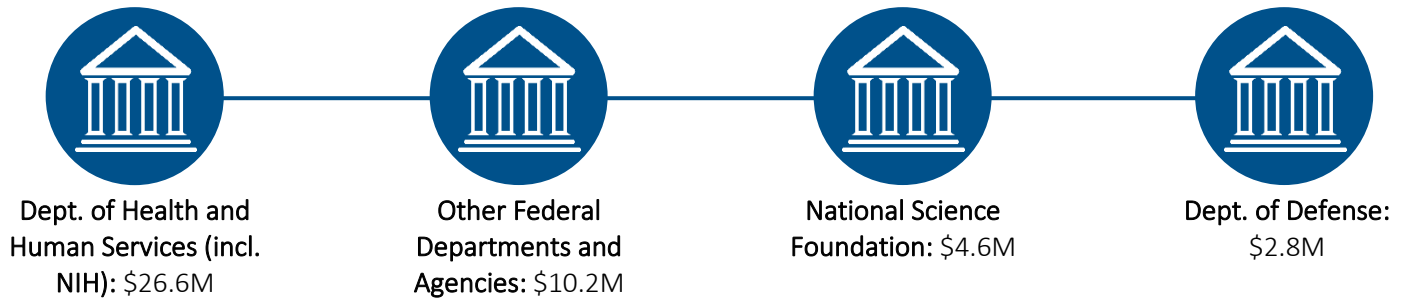 Dept. of Health and
Human Services (incl.
NIH): $26.6M
Other Federal
Departments and
Agencies: $10.2M
National Science
Foundation: $4.6M
Dept. of Defense:
$2.8M